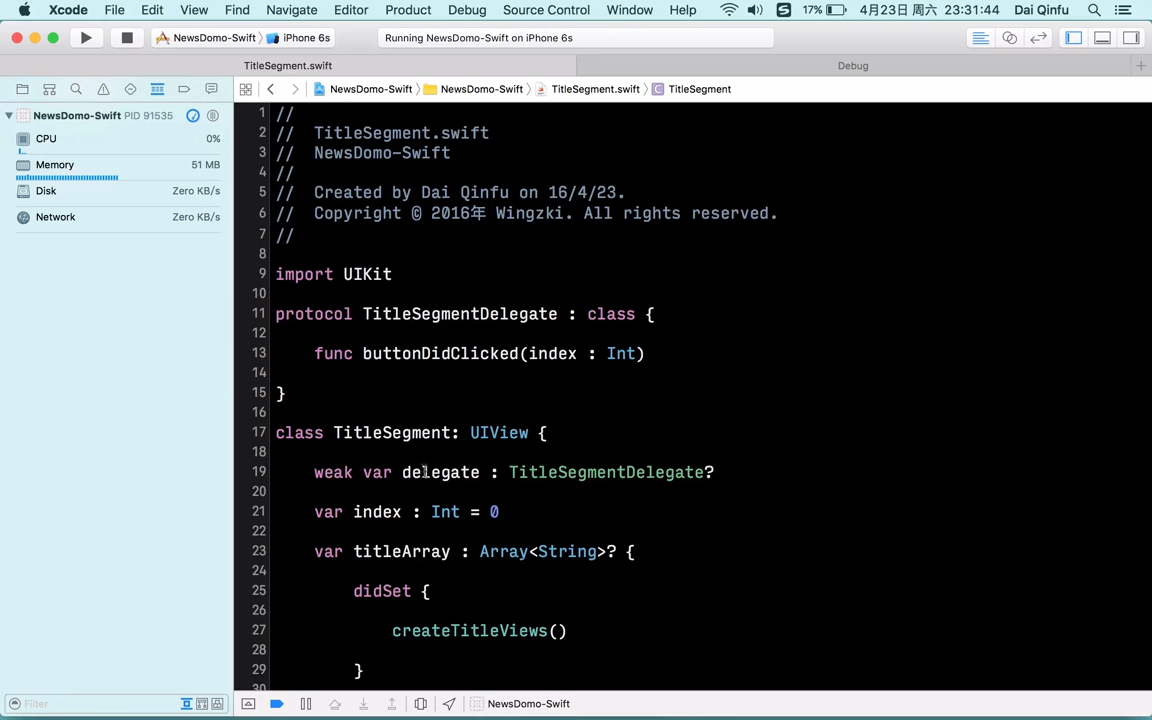 Xcode File Edit View Find Navigate Editor Product Debug Source Control Window Help 17% 4月23日 周六 23:31:44 Dai Qinfu
NewsDomo-Swift iPhone 6s Running NewsDomo-Swift on iPhone 6s
TitleSegment.swift Debug
NewsDomo-Swift NewsDomo-Swift TitleSegment.swift C TitleSegment
NewsDomo-Swift PID 91535
CPU 0%
Memory 51 MB
Disk Zero KB/s
Network Zero KB/s
1 //
2 // TitleSegment.swift
3 // NewsDomo-Swift
4 //
5 // Created by Dai Qinfu on 16/4/23.
6 // Copyright © 2016年 Wingzki. All rights reserved.
7 //
8
9 import UIKit
10
11 protocol TitleSegmentDelegate : class {
12
13 func buttonDidClicked(index : Int)
14
15 }
16
17 class TitleSegment: UIView {
18
19 weak var delegate : TitleSegmentDelegate?
20
21 var index : Int = 0
22
23 var titleArray : Array<String>? {
24
25 didSet {
26
27 createTitleViews()
28
29 }
30
Filter NewsDomo-Swift